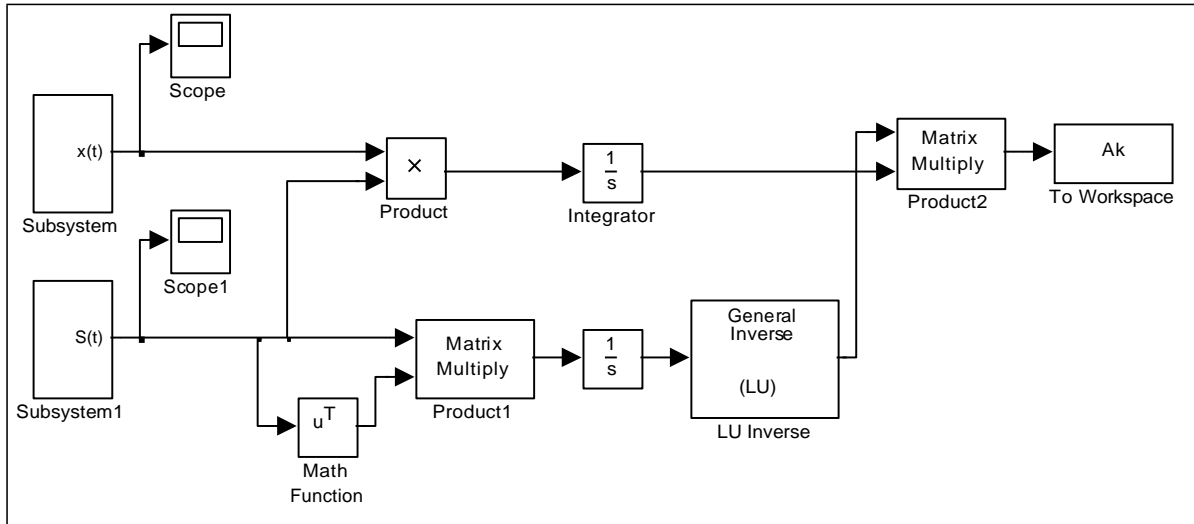 Scope
x(t)
Subsystem
×
Product
1
s
Integrator
Matrix
Multiply
Product2
Ak
To Workspace
Scope1
S(t)
Subsystem1
u^T
Math
Function
Matrix
Multiply
Product1
1
s
General
Inverse
(LU)
LU Inverse